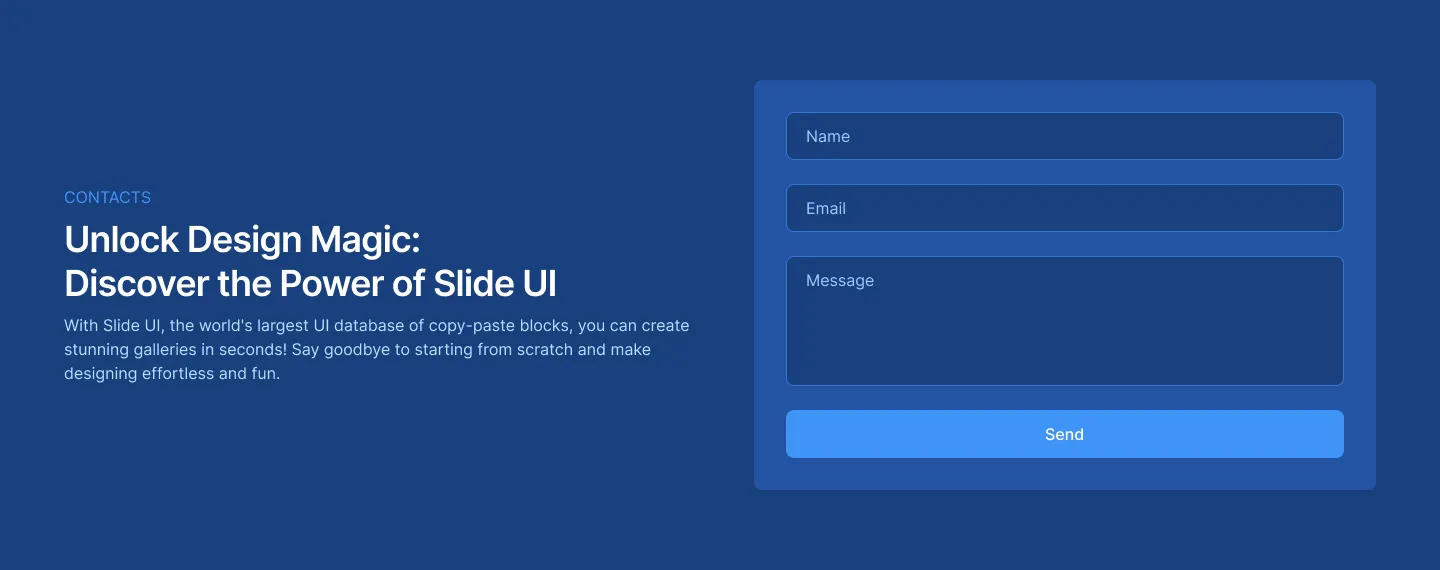 CONTACTS
Unlock Design Magic:
Discover the Power of Slide UI
With Slide UI, the world's largest UI database of copy-paste blocks, you can create
stunning galleries in seconds! Say goodbye to starting from scratch and make
designing effortless and fun.
Name
Email
Message
Send